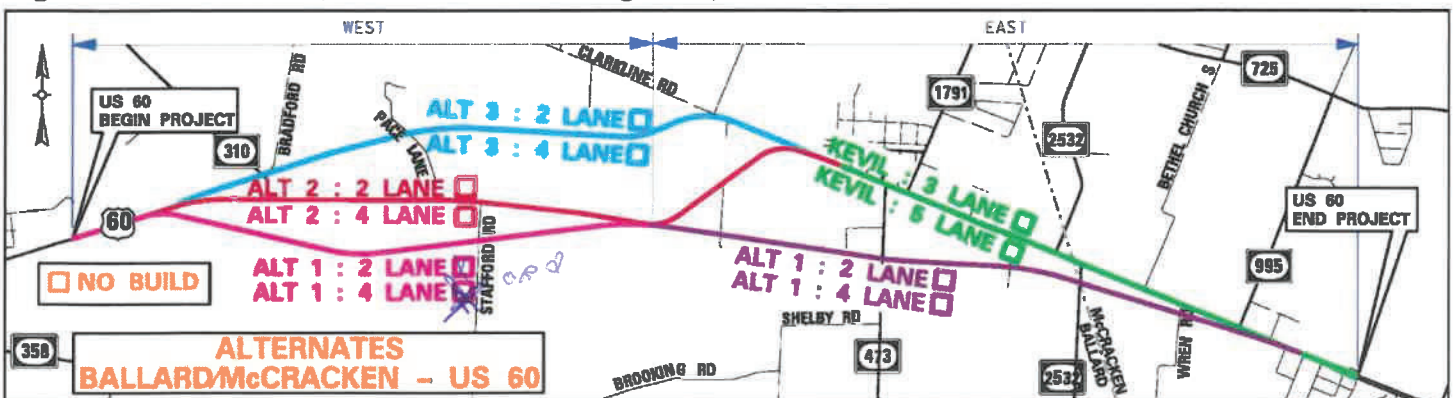 WEST
EAST
US 60
BEGIN PROJECT
310
BRADFORD RD
PACE LANE
CLARKLINE RD
ALT 3 : 2 LANE
ALT 3 : 4 LANE
1791
2532
BETHEL CHURCH
725
KEVIL : 3 LANE
KEVIL : 5 LANE
US 60
END PROJECT
60
ALT 2 : 2 LANE
ALT 2 : 4 LANE
STAFFORD RD
ALT 1 : 2 LANE
ALT 1 : 4 LANE
OR 2
ALT 1 : 2 LANE
ALT 1 : 4 LANE
995
NO BUILD
SHELBY RD
473
2532
McCRACKEN
BALLARD
WREN RD
358
ALTERNATES
BALLARD/McCRACKEN - US 60
BROOKING RD